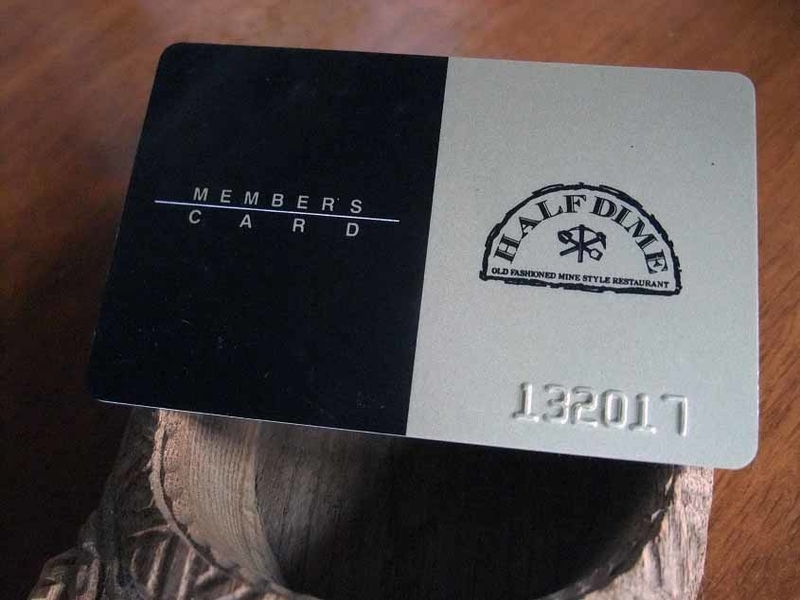 MEMBER'S
CARD
HALF DIME
OLD FASHIONED MINE STYLE RESTAURANT
132017